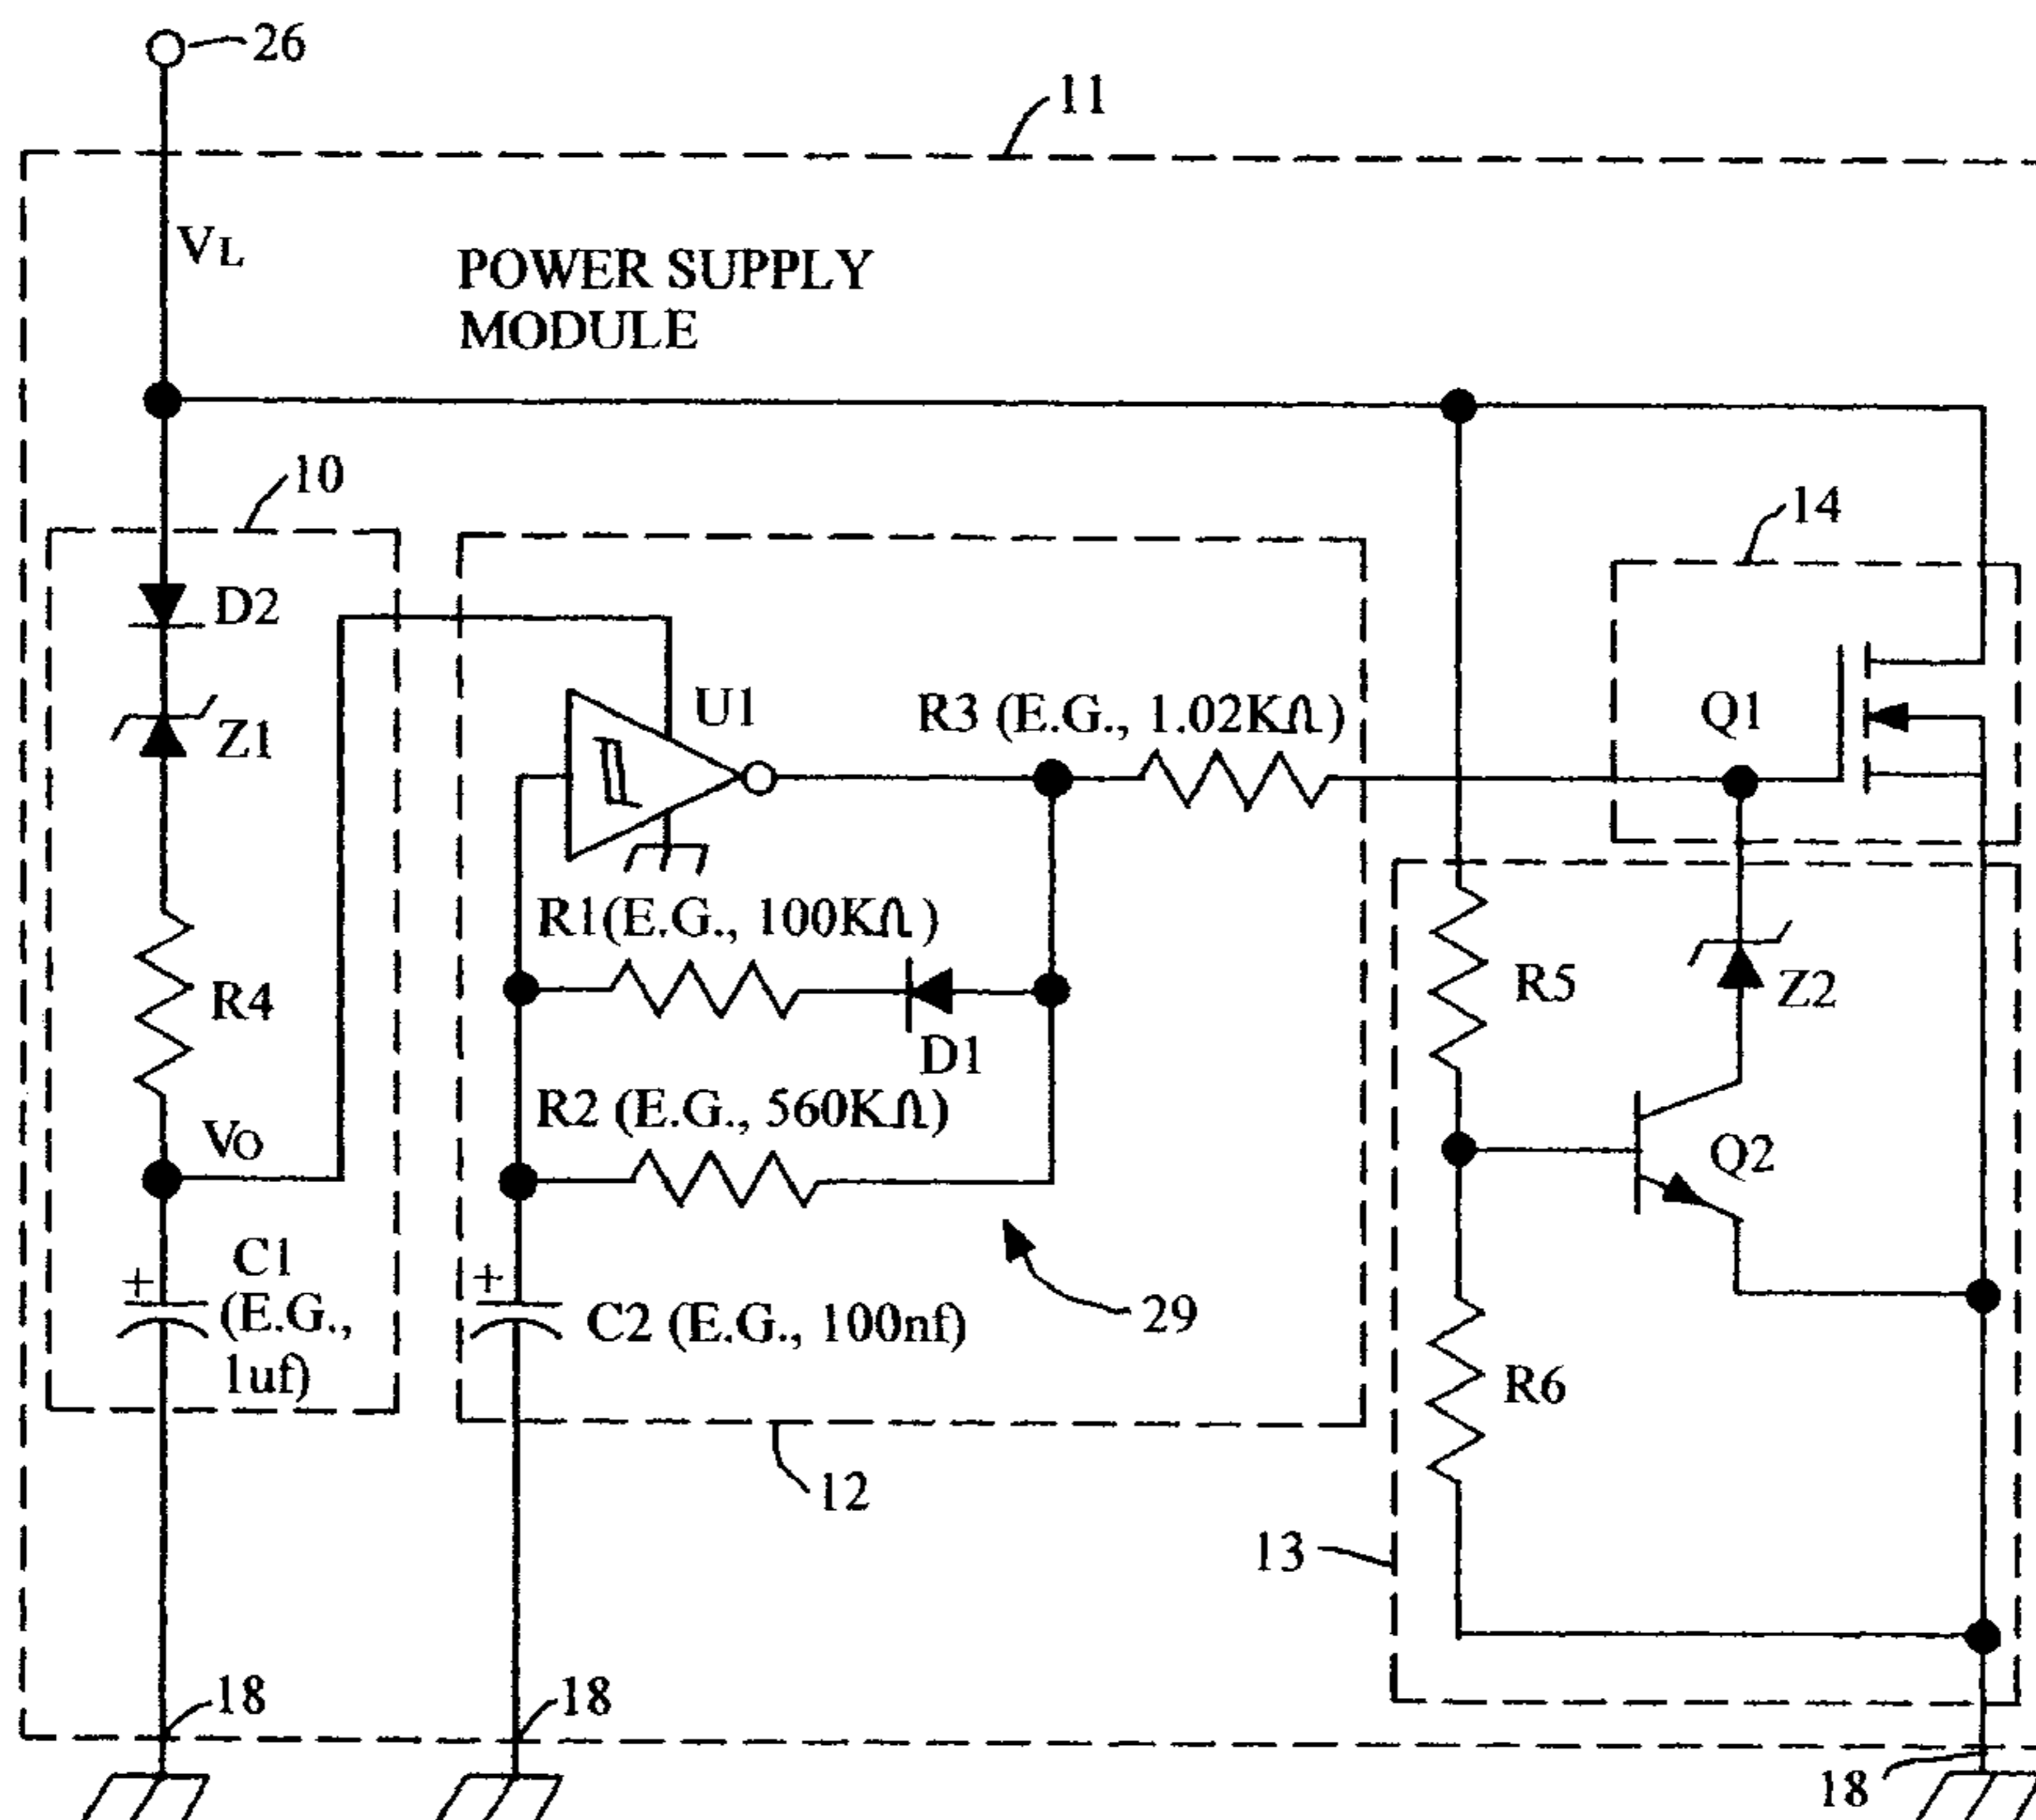 26
11
VL
POWER SUPPLY
MODULE
10
14
D2
U1
R3 (E.G., 1.02KΩ)
Q1
Z1
R1(E.G., 100KΩ)
R4
R5
Z2
D1
R2 (E.G., 560KΩ)
VO
Q2
+
C1
(E.G.,
1uf)
+
C2 (E.G., 100nf)
29
R6
12
13
18
18
18